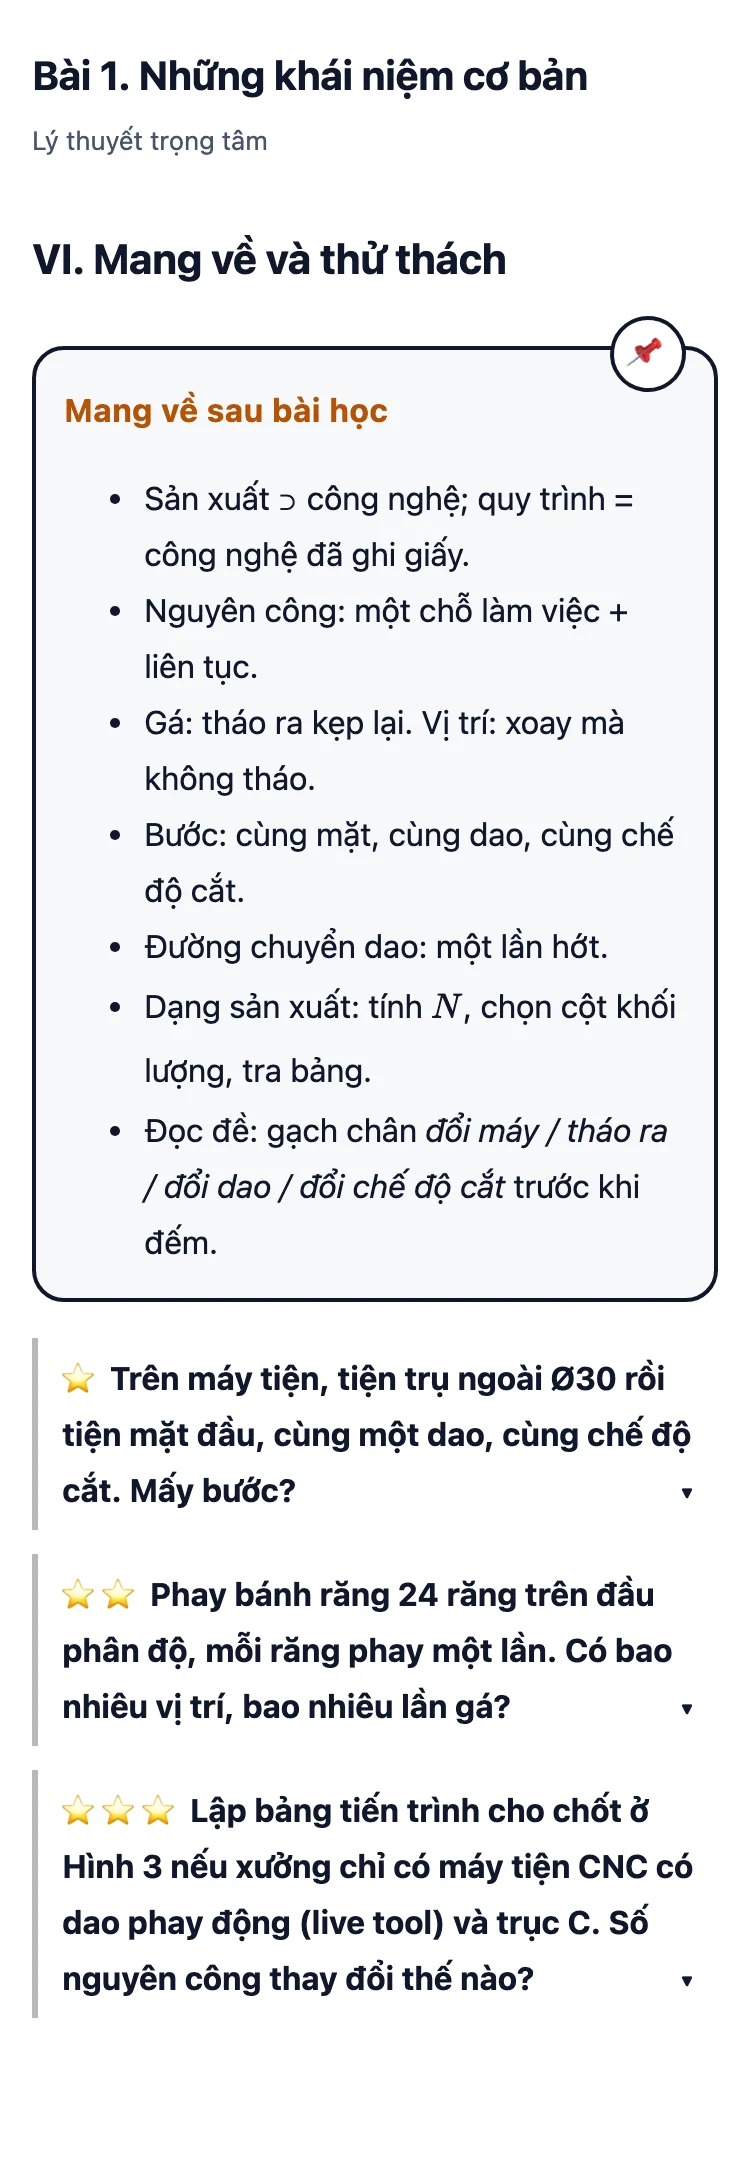 Bài 1. Những khái niệm cơ bản
Lý thuyết trọng tâm
VI. Mang về và thử thách
Mang về sau bài học
• Sản xuất ⊃ công nghệ; quy trình =
công nghệ đã ghi giấy.
• Nguyên công: một chỗ làm việc +
liên tục.
• Gá: tháo ra kẹp lại. Vị trí: xoay mà
không tháo.
• Bước: cùng mặt, cùng dao, cùng chế
độ cắt.
• Đường chuyển dao: một lần hớt.
• Dạng sản xuất: tính N, chọn cột khối
lượng, tra bảng.
• Đọc đề: gạch chân đổi máy / tháo ra
/ đổi dao / đổi chế độ cắt trước khi
đếm.
⭐ Trên máy tiện, tiện trụ ngoài Ø30 rồi
tiện mặt đầu, cùng một dao, cùng chế độ
cắt. Mấy bước? ▼
⭐⭐ Phay bánh răng 24 răng trên đầu
phân độ, mỗi răng phay một lần. Có bao
nhiêu vị trí, bao nhiêu lần gá? ▼
⭐⭐⭐ Lập bảng tiến trình cho chốt ở
Hình 3 nếu xưởng chỉ có máy tiện CNC có
dao phay động (live tool) và trục C. Số
nguyên công thay đổi thế nào? ▼